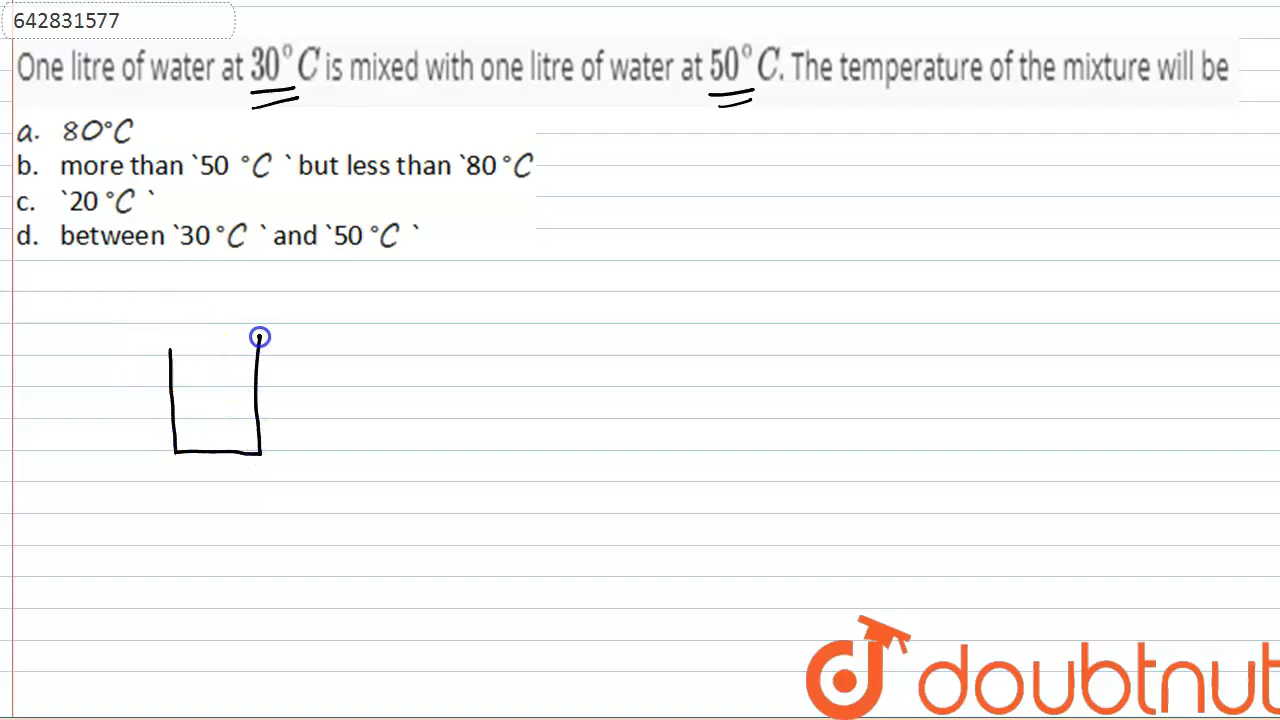 642831577
One litre of water at 30° C is mixed with one litre of water at 50° C. The temperature of the mixture will be
a. 80°C
b. more than `50 °C ` but less than `80°C
c. `20 °C `
d. between `30°C ` and `50 °C `
doubtnut